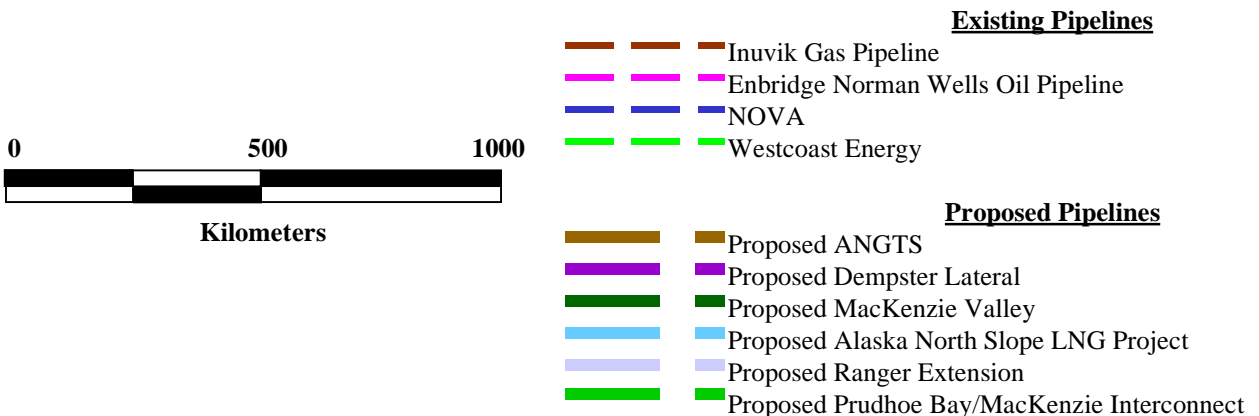 Existing Pipelines
Inuvik Gas Pipeline
Enbridge Norman Wells Oil Pipeline
NOVA
Westcoast Energy
0 500 1000
Kilometers
Proposed Pipelines
Proposed ANGTS
Proposed Dempster Lateral
Proposed MacKenzie Valley
Proposed Alaska North Slope LNG Project
Proposed Ranger Extension
Proposed Prudhoe Bay/MacKenzie Interconnect